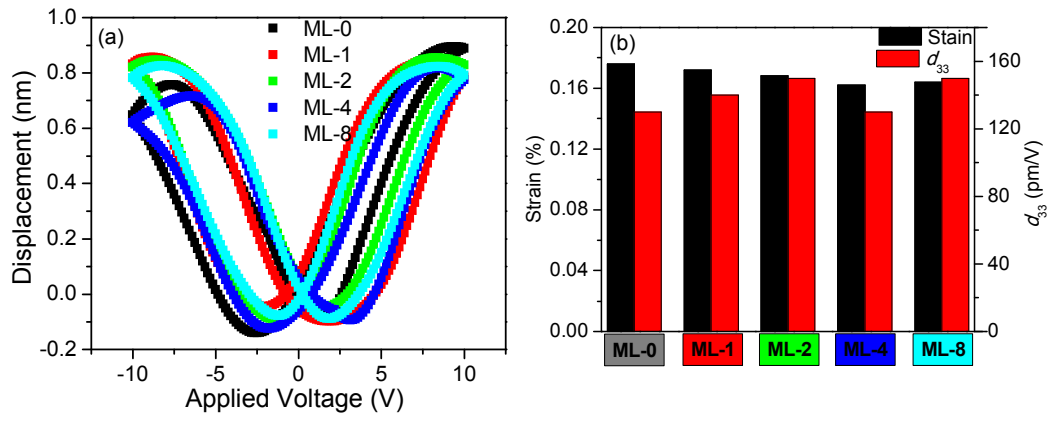 (a)
ML-0
ML-1
ML-2
ML-4
ML-8
1.0
0.8
0.6
0.4
0.2
0.0
-0.2
Displacement (nm)
-10
-5
0
5
10
Applied Voltage (V)
(b)
Stain
d33
0.20
0.16
0.12
0.08
0.04
0.00
Strain (%)
160
120
80
40
0
d33 (pm/V)
ML-0 ML-1 ML-2 ML-4 ML-8